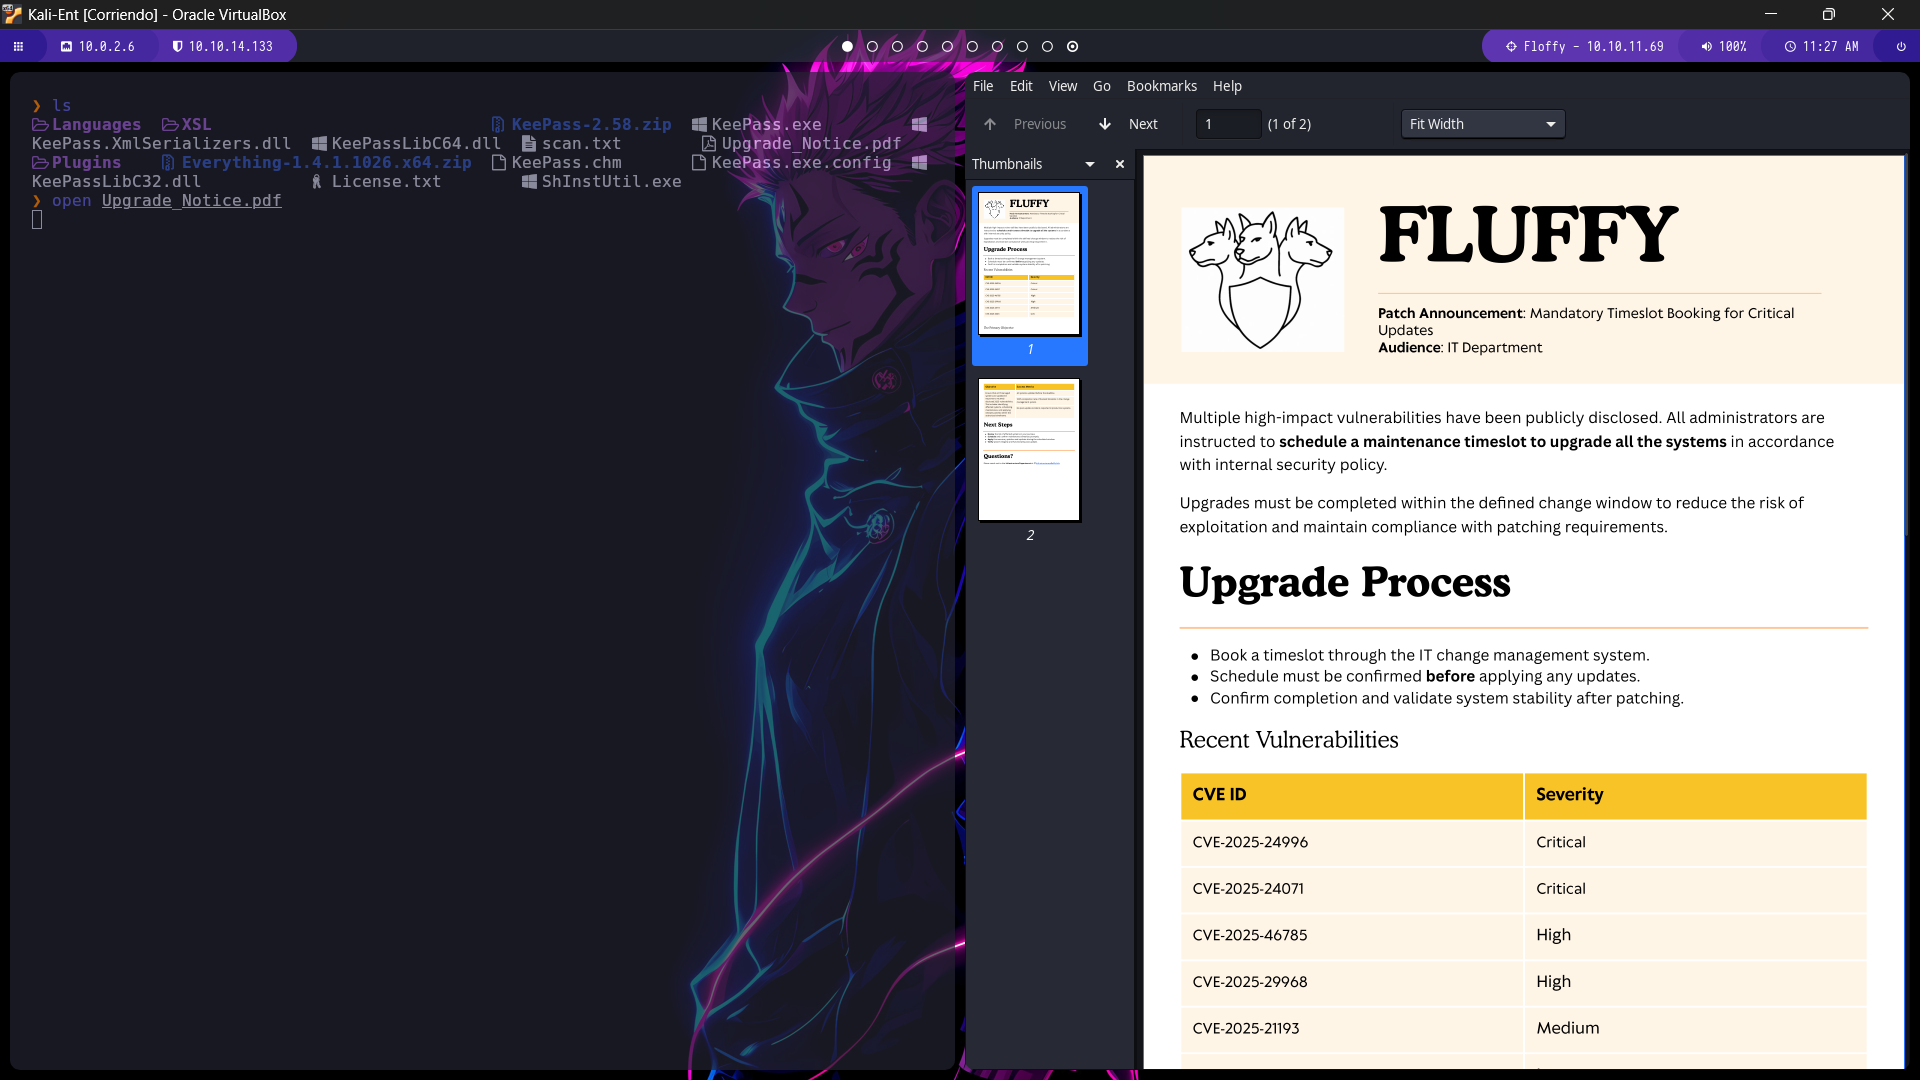 Kali-Ent [Corriendo] - Oracle VirtualBox
10.0.2.6 10.10.14.133 Floffy - 10.10.11.69 100% 11:27 AM
❯ ls
Languages XSL KeePass-2.58.zip KeePass.exe
KeePass.XmlSerializers.dll KeePassLibC64.dll scan.txt Upgrade_Notice.pdf
Plugins Everything-1.4.1.1026.x64.zip KeePass.chm KeePass.exe.config
KeePassLibC32.dll License.txt ShInstUtil.exe
❯ open Upgrade_Notice.pdf
File Edit View Go Bookmarks Help
Previous Next 1 (1 of 2) Fit Width
Thumbnails
FLUFFY
Upgrade Process
1
Next Steps
Questions?
2
FLUFFY
Patch Announcement: Mandatory Timeslot Booking for Critical
Updates
Audience: IT Department
Multiple high-impact vulnerabilities have been publicly disclosed. All administrators are
instructed to schedule a maintenance timeslot to upgrade all the systems in accordance
with internal security policy.
Upgrades must be completed within the defined change window to reduce the risk of
exploitation and maintain compliance with patching requirements.
Upgrade Process
● Book a timeslot through the IT change management system.
● Schedule must be confirmed before applying any updates.
● Confirm completion and validate system stability after patching.
Recent Vulnerabilities
CVE ID Severity
CVE-2025-24996 Critical
CVE-2025-24071 Critical
CVE-2025-46785 High
CVE-2025-29968 High
CVE-2025-21193 Medium